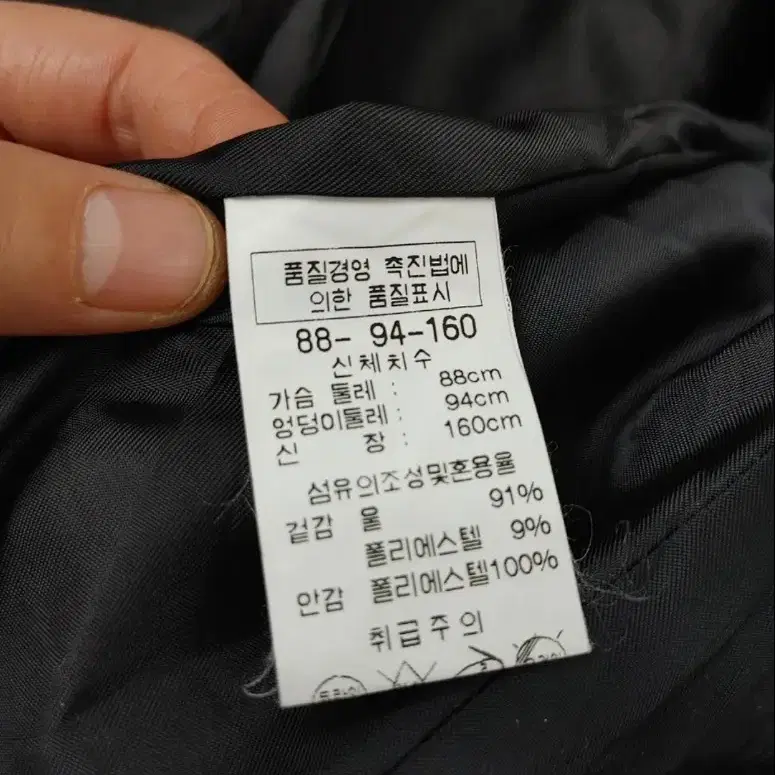 품질경영 촉진법에
의한 품질표시
88- 94-160
신체치수
가슴 둘레 : 88cm
엉덩이둘레 : 94cm
신 장 : 160cm
섬유의조성및혼용율
겉감 울 91%
폴리에스텔 9%
안감 폴리에스텔100%
취급주의